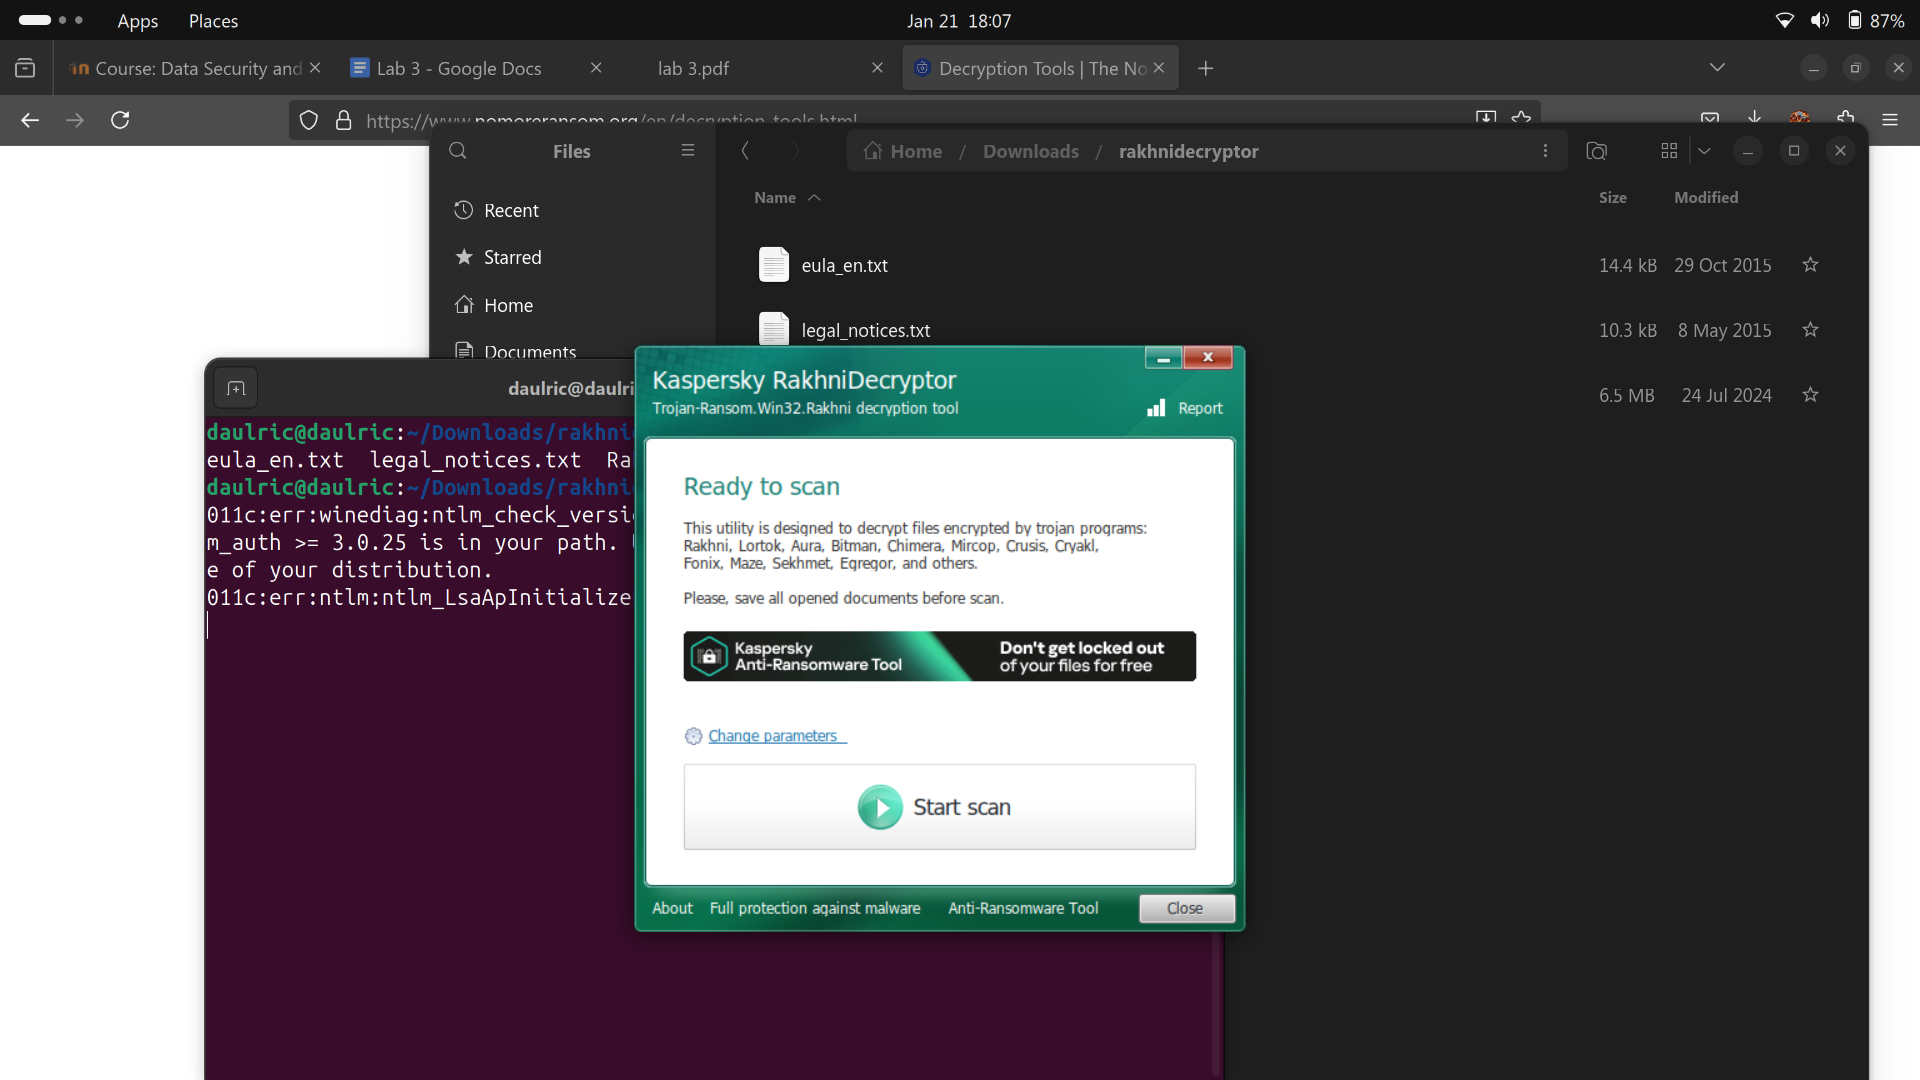 Apps Places Jan 21 18:07 87%
Course: Data Security and Lab 3 - Google Docs lab 3.pdf Decryption Tools | The No
https://www.nomoreransom.org/en/decryption-tools.html
Files Home / Downloads / rakhnidecryptor
Name Size Modified
Recent
Starred
Home
Documents
eula_en.txt 14.4 kB 29 Oct 2015
legal_notices.txt 10.3 kB 8 May 2015
6.5 MB 24 Jul 2024
daulric@daulri
daulric@daulric:~/Downloads/rakhni
eula_en.txt legal_notices.txt Ra
daulric@daulric:~/Downloads/rakhni
011c:err:winediag:ntlm_check_versi
m_auth >= 3.0.25 is in your path.
e of your distribution.
011c:err:ntlm:ntlm_LsaApInitialize
Kaspersky RakhniDecryptor
Trojan-Ransom.Win32.Rakhni decryption tool
Report
Ready to scan
This utility is designed to decrypt files encrypted by trojan programs:
Rakhni, Lortok, Aura, Bitman, Chimera, Mircop, Crusis, Cryakl,
Fonix, Maze, Sekhmet, Egregor, and others.
Please, save all opened documents before scan.
Kaspersky
Anti-Ransomware Tool
Don't get locked out
of your files for free
Change parameters
Start scan
About Full protection against malware Anti-Ransomware Tool Close